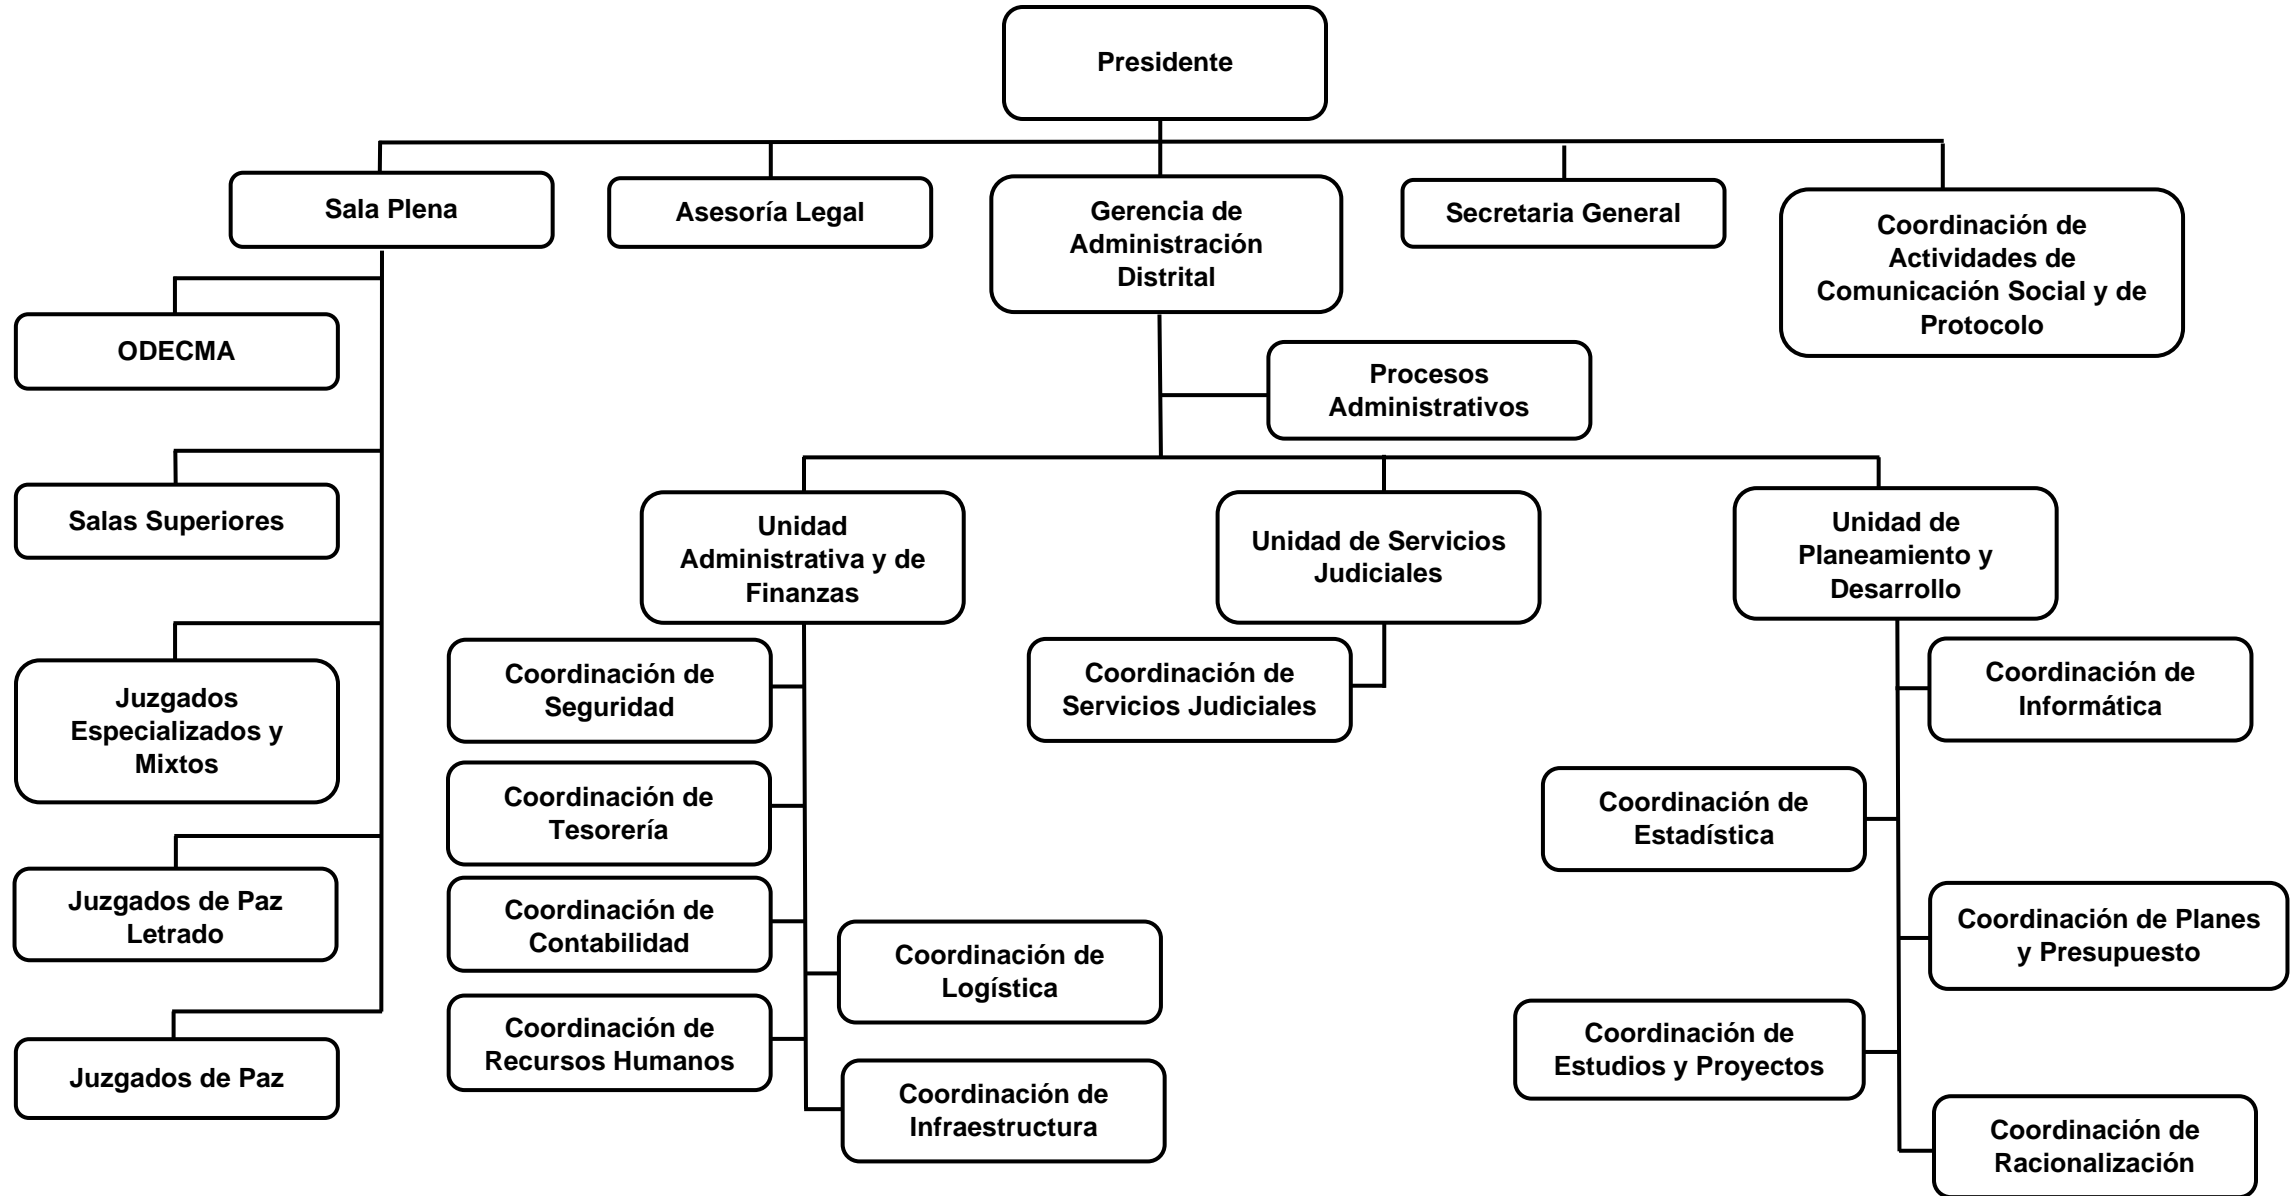 Presidente
Sala Plena
Asesoría Legal
Gerencia de
Administración
Distrital
Secretaria General
Coordinación de
Actividades de
Comunicación Social y de
Protocolo
ODECMA
Procesos
Administrativos
Salas Superiores
Unidad
Administrativa y de
Finanzas
Unidad de Servicios
Judiciales
Unidad de
Planeamiento y
Desarrollo
Juzgados
Especializados y
Mixtos
Coordinación de
Seguridad
Coordinación de
Servicios Judiciales
Coordinación de
Informática
Coordinación de
Tesorería
Coordinación de
Estadística
Juzgados de Paz
Letrado
Coordinación de
Contabilidad
Coordinación de
Logística
Coordinación de Planes
y Presupuesto
Juzgados de Paz
Coordinación de
Recursos Humanos
Coordinación de
Estudios y Proyectos
Coordinación de
Infraestructura
Coordinación de
Racionalización